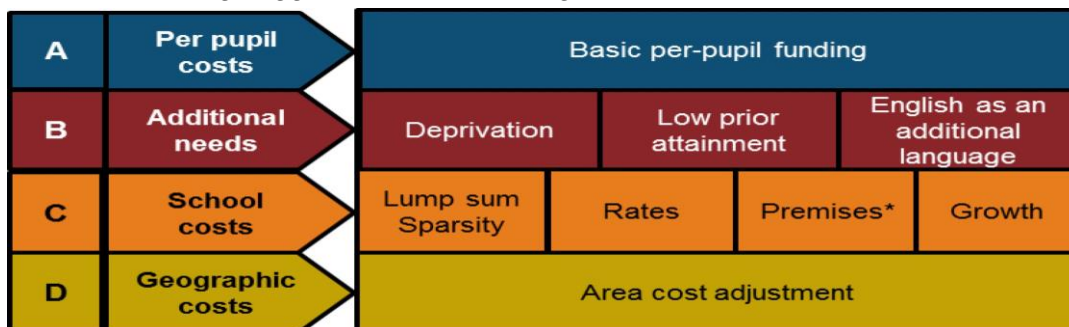 A
Per pupil
costs
Basic per-pupil funding
B
Additional
needs
Deprivation
Low prior
attainment
English as an
additional
language
C
School
costs
Lump sum
Sparsity
Rates
Premises*
Growth
D
Geographic
costs
Area cost adjustment